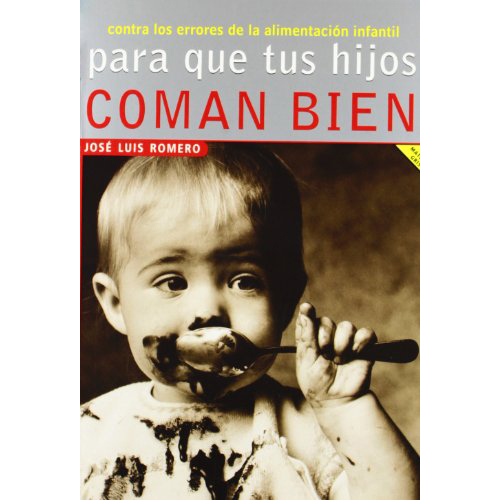 contra los errores de la alimentación infantil
para que tus hijos
COMAN BIEN
JOSÉ LUIS ROMERO